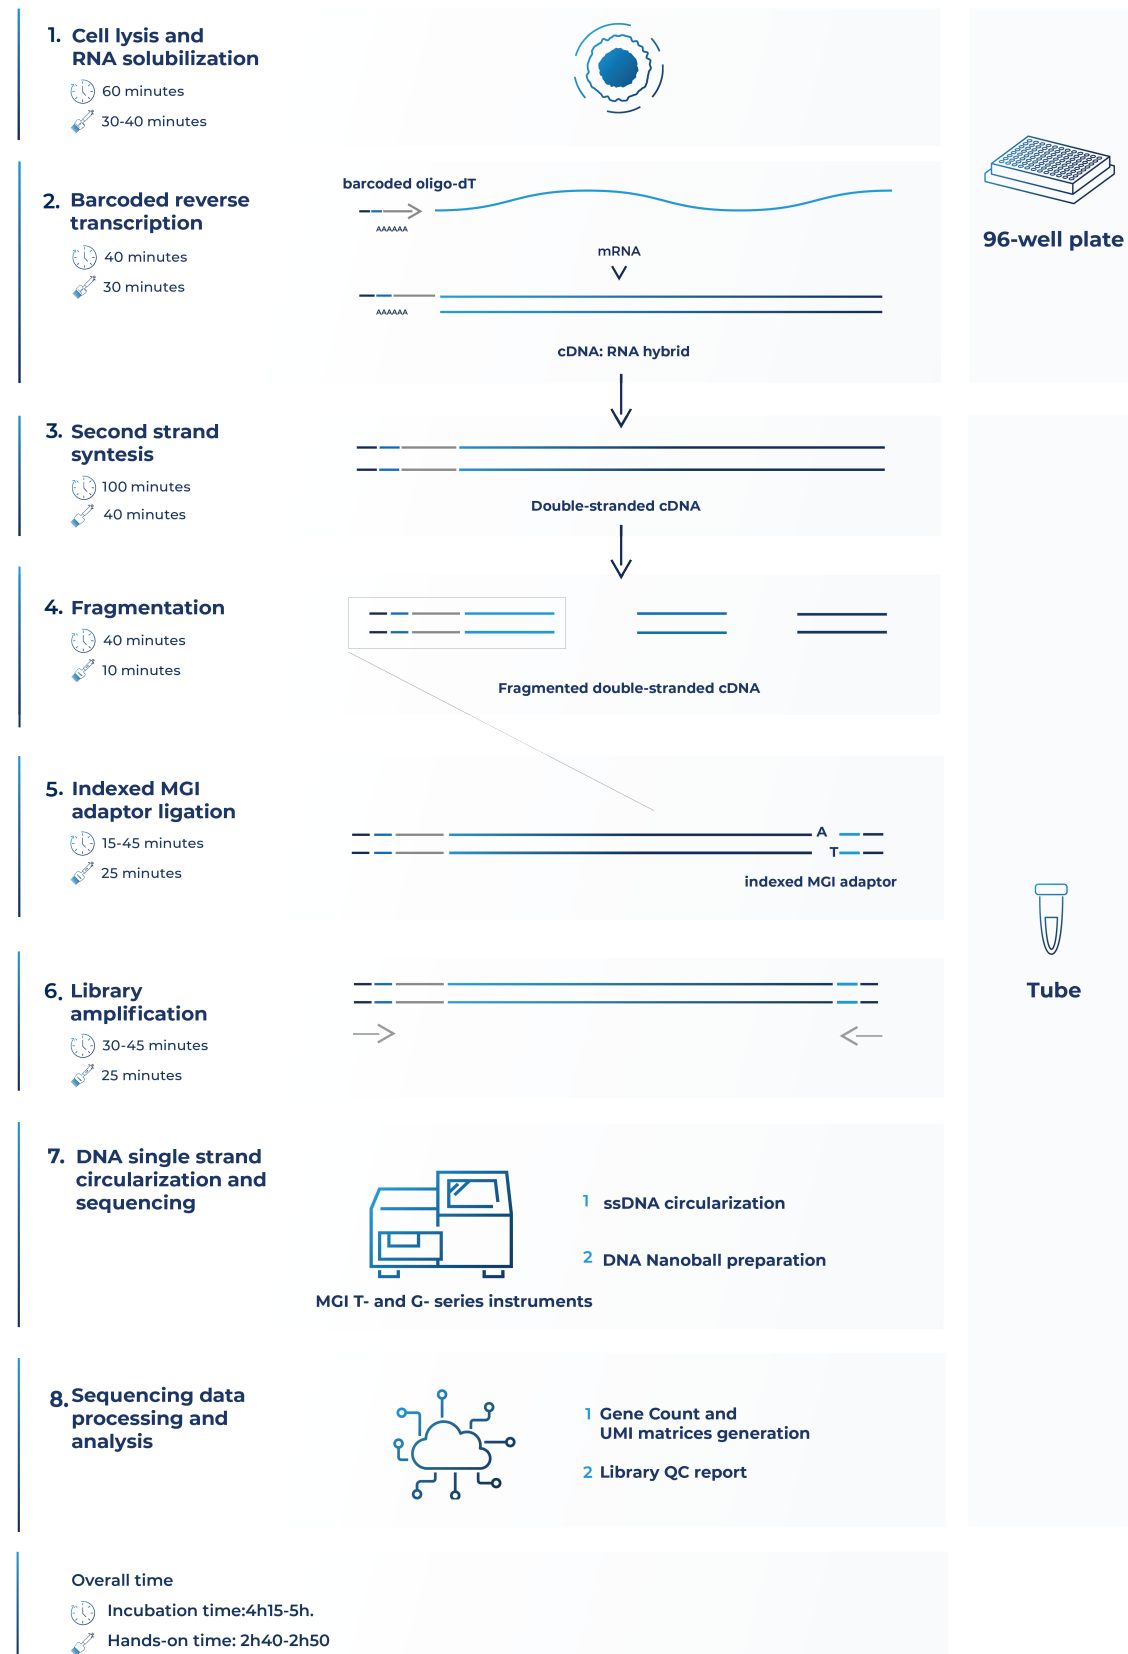 1. Cell lysis and
RNA solubilization
60 minutes
30-40 minutes
2. Barcoded reverse
transcription
40 minutes
30 minutes
barcoded oligo-dT
AAAAAA
mRNA
AAAAAA
cDNA: RNA hybrid
96-well plate
3. Second strand
syntesis
100 minutes
40 minutes
Double-stranded cDNA
4. Fragmentation
40 minutes
10 minutes
Fragmented double-stranded cDNA
5. Indexed MGI
adaptor ligation
15-45 minutes
25 minutes
A
T
indexed MGI adaptor
6. Library
amplification
30-45 minutes
25 minutes
Tube
7. DNA single strand
circularization and
sequencing
MGI T- and G- series instruments
1 ssDNA circularization
2 DNA Nanoball preparation
8. Sequencing data
processing and
analysis
1 Gene Count and
UMI matrices generation
2 Library QC report
Overall time
Incubation time:4h15-5h.
Hands-on time: 2h40-2h50